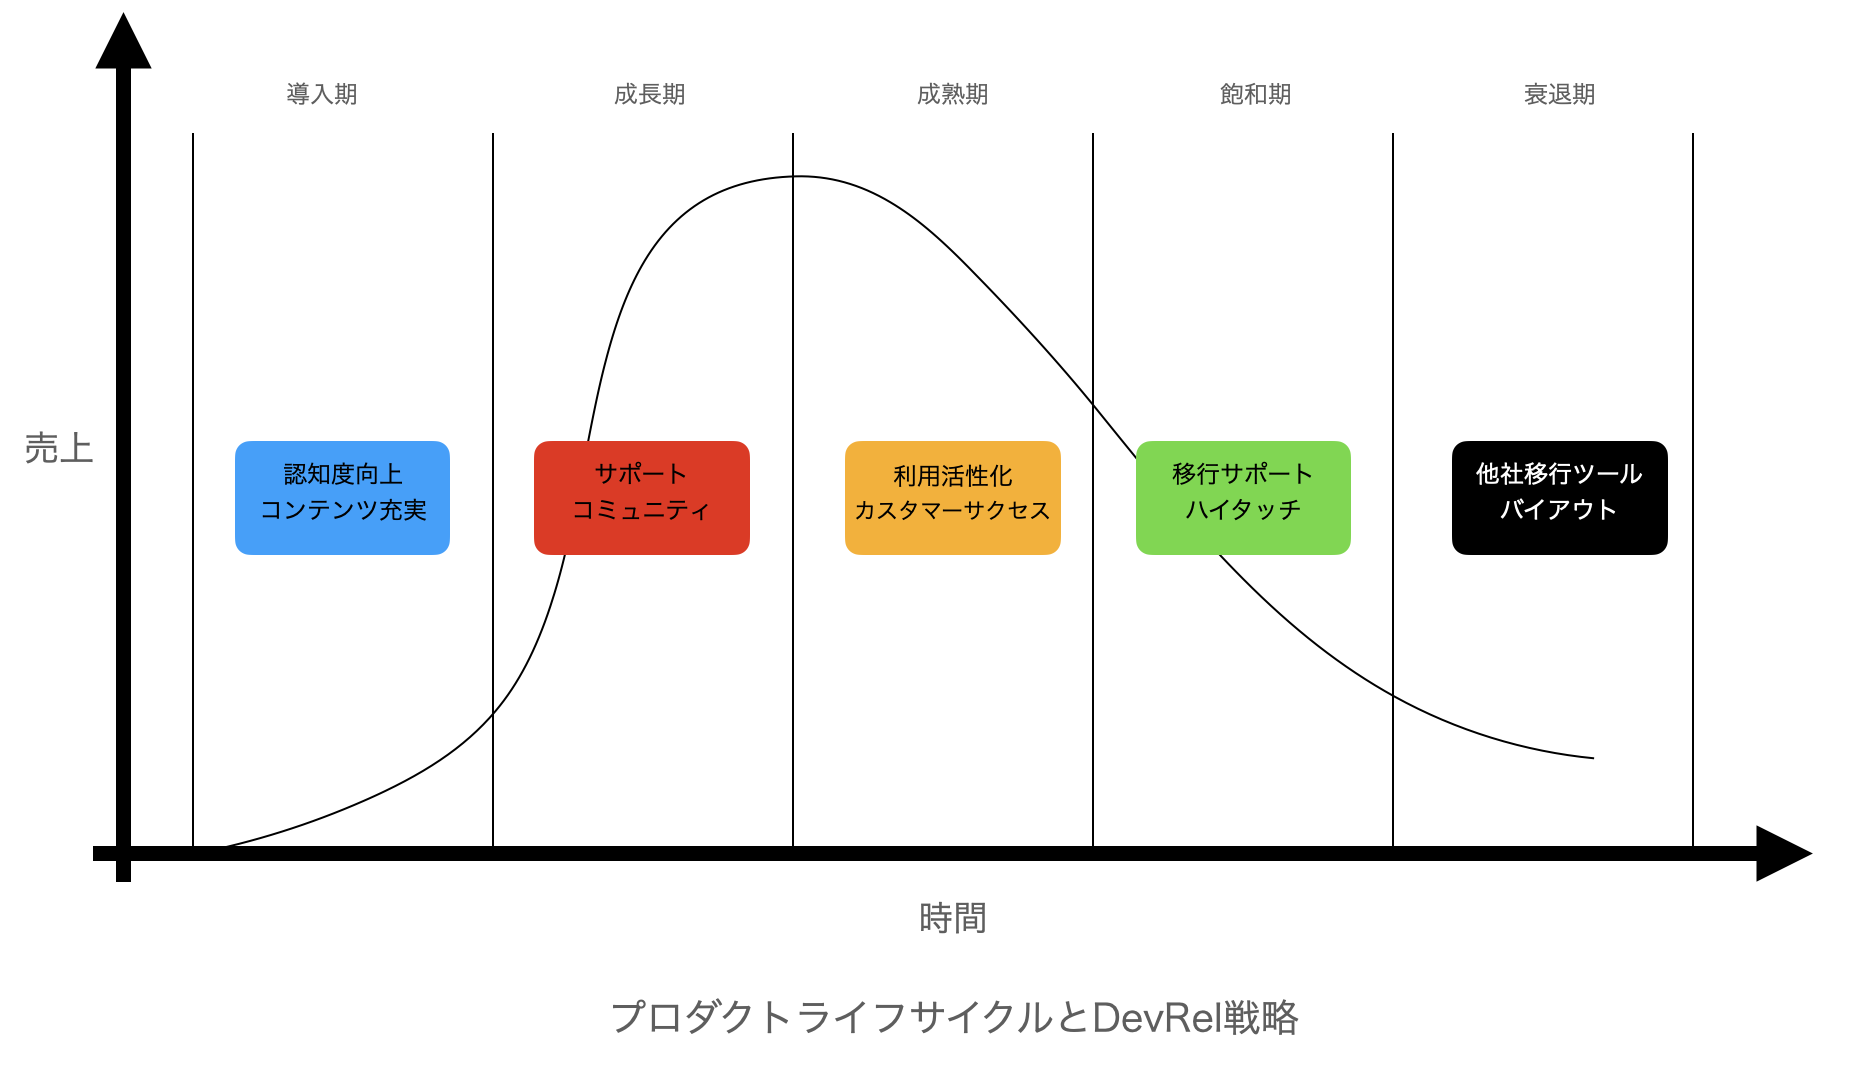 導入期
成長期
成熟期
飽和期
衰退期
売上
認知度向上
コンテンツ充実
サポート
コミュニティ
利用活性化
カスタマーサクセス
移行サポート
ハイタッチ
他社移行ツール
バイアウト
時間
プロダクトライフサイクルとDevRel戦略